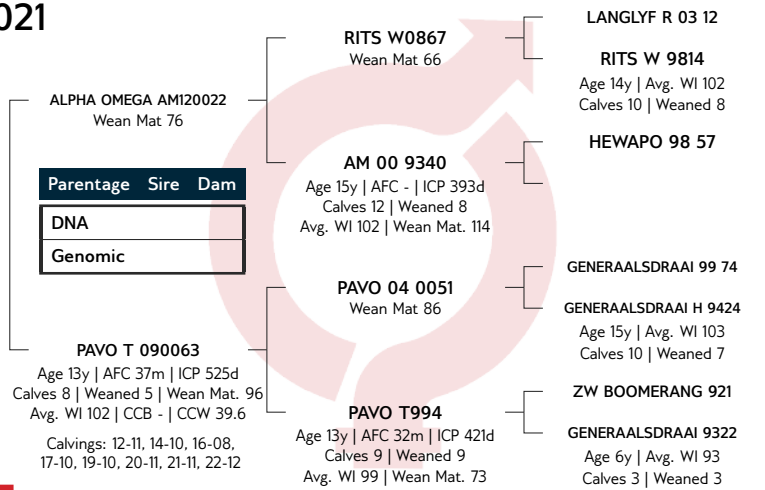 021
ALPHA OMEGA AM120022
Wean Mat 76
Parentage Sire Dam
DNA
Genomic
PAVO T 090063
Age 13y | AFC 37m | ICP 525d
Calves 8 | Weaned 5 | Wean Mat. 96
Avg. WI 102 | CCB - | CCW 39.6
Calvings: 12-11, 14-10, 16-08,
17-10, 19-10, 20-11, 21-11, 22-12
RITS W0867
Wean Mat 66
AM 00 9340
Age 15y | AFC - | ICP 393d
Calves 12 | Weaned 8
Avg. WI 102 | Wean Mat. 114
PAVO 04 0051
Wean Mat 86
PAVO T994
Age 13y | AFC 32m | ICP 421d
Calves 9 | Weaned 9
Avg. WI 99 | Wean Mat. 73
LANGLYF R 03 12
RITS W 9814
Age 14y | Avg. WI 102
Calves 10 | Weaned 8
HEWAPO 98 57
GENERAALSDRAAI 99 74
GENERAALSDRAAI H 9424
Age 15y | Avg. WI 103
Calves 10 | Weaned 7
ZW BOOMERANG 921
GENERAALSDRAAI 9322
Age 6y | Avg. WI 93
Calves 3 | Weaned 3